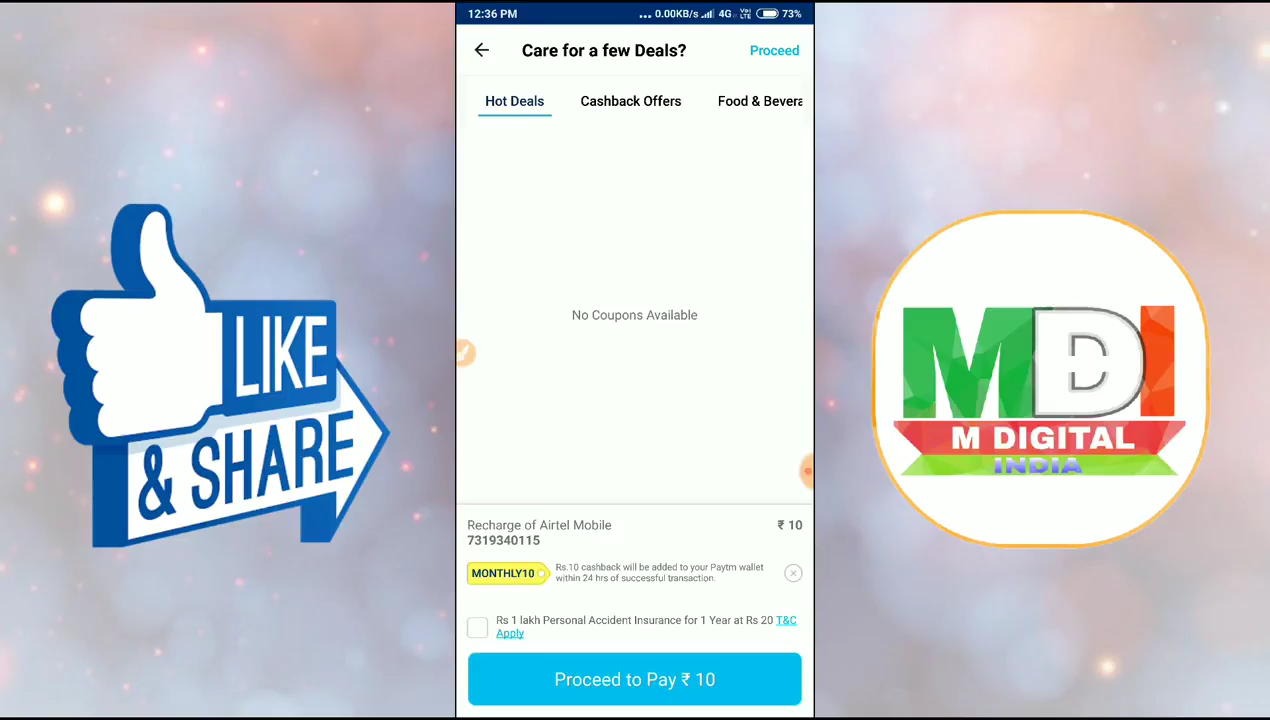 12:36 PM
... 0.00KB/s 4G VoLTE 73%
Care for a few Deals?
Proceed
Hot Deals
Cashback Offers
Food & Bevera
No Coupons Available
LIKE
& SHARE
MDI
M DIGITAL
INDIA
Recharge of Airtel Mobile
₹ 10
7319340115
MONTHLY10
Rs.10 cashback will be added to your Paytm wallet
within 24 hrs of successful transaction.
Rs 1 lakh Personal Accident Insurance for 1 Year at Rs 20 T&C
Apply
Proceed to Pay ₹ 10